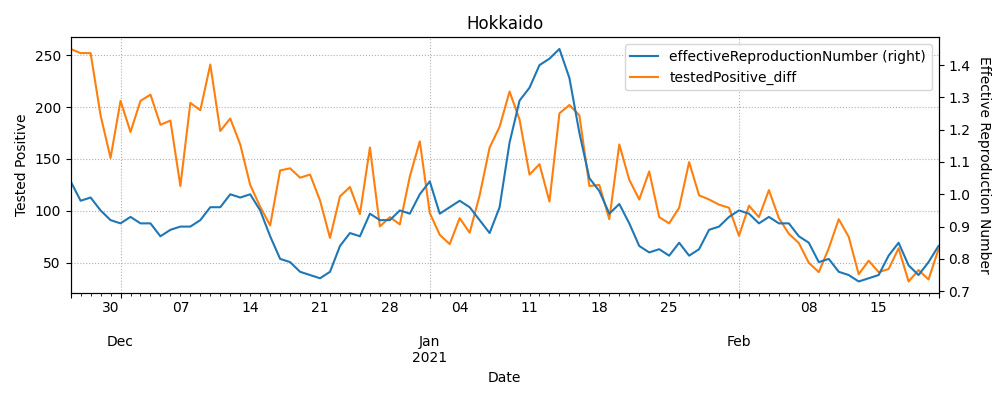 Hokkaido
effectiveReproductionNumber (right)
testedPositive_diff
Tested Positive
250
200
150
100
50
Effective Reproduction Number
1.4
1.3
1.2
1.1
1.0
0.9
0.8
0.7
30 07 14 21 28 04 11 18 25 08 15
Dec Jan Feb
2021
Date